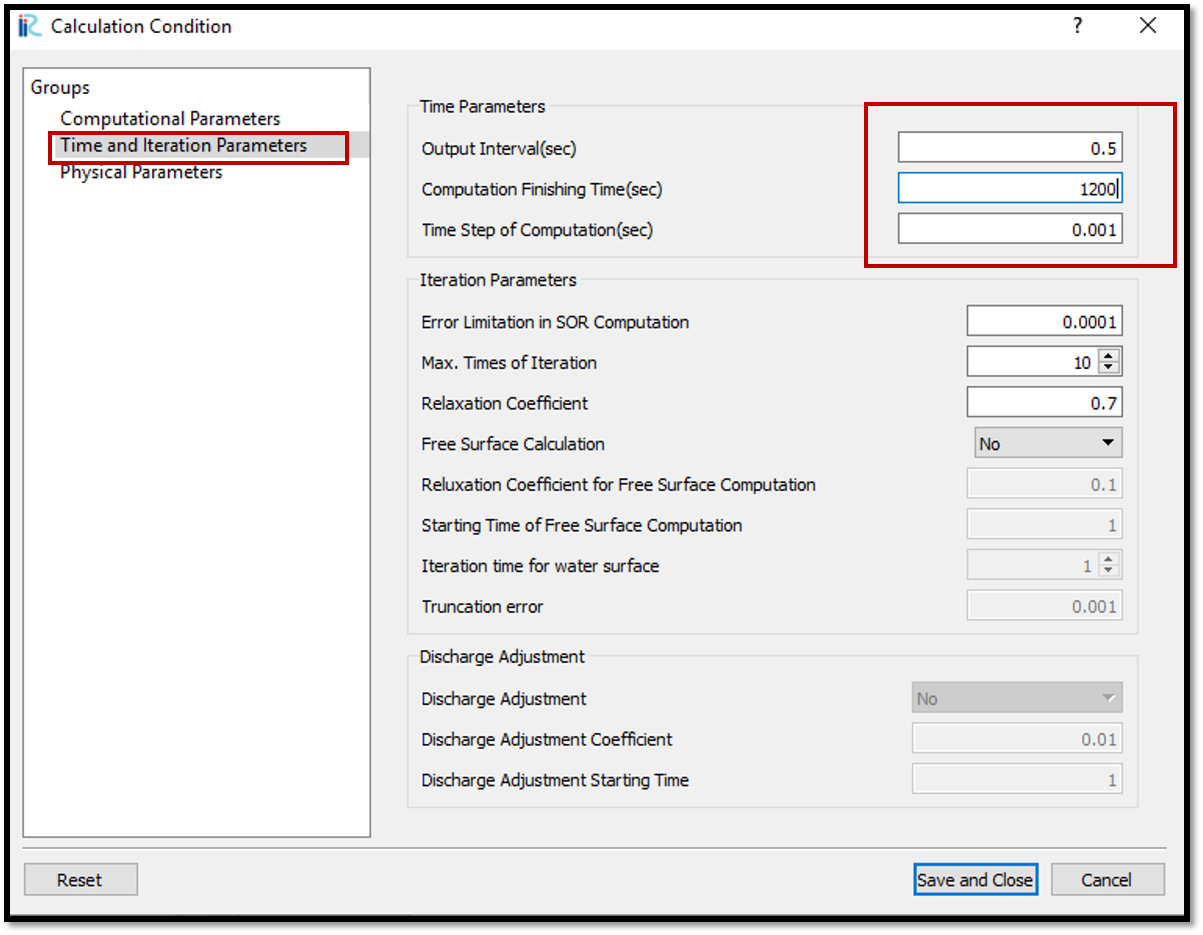 Calculation Condition
?
Groups
Computational Parameters
Time and Iteration Parameters
Physical Parameters
Time Parameters
Output Interval(sec) 0.5
Computation Finishing Time(sec) 1200
Time Step of Computation(sec) 0.001
Iteration Parameters
Error Limitation in SOR Computation 0.0001
Max. Times of Iteration 10
Relaxation Coefficient 0.7
Free Surface Calculation No
Reluxation Coefficient for Free Surface Computation 0.1
Starting Time of Free Surface Computation 1
Iteration time for water surface 1
Truncation error 0.001
Discharge Adjustment
Discharge Adjustment No
Discharge Adjustment Coefficient 0.01
Discharge Adjustment Starting Time 1
Reset Save and Close Cancel